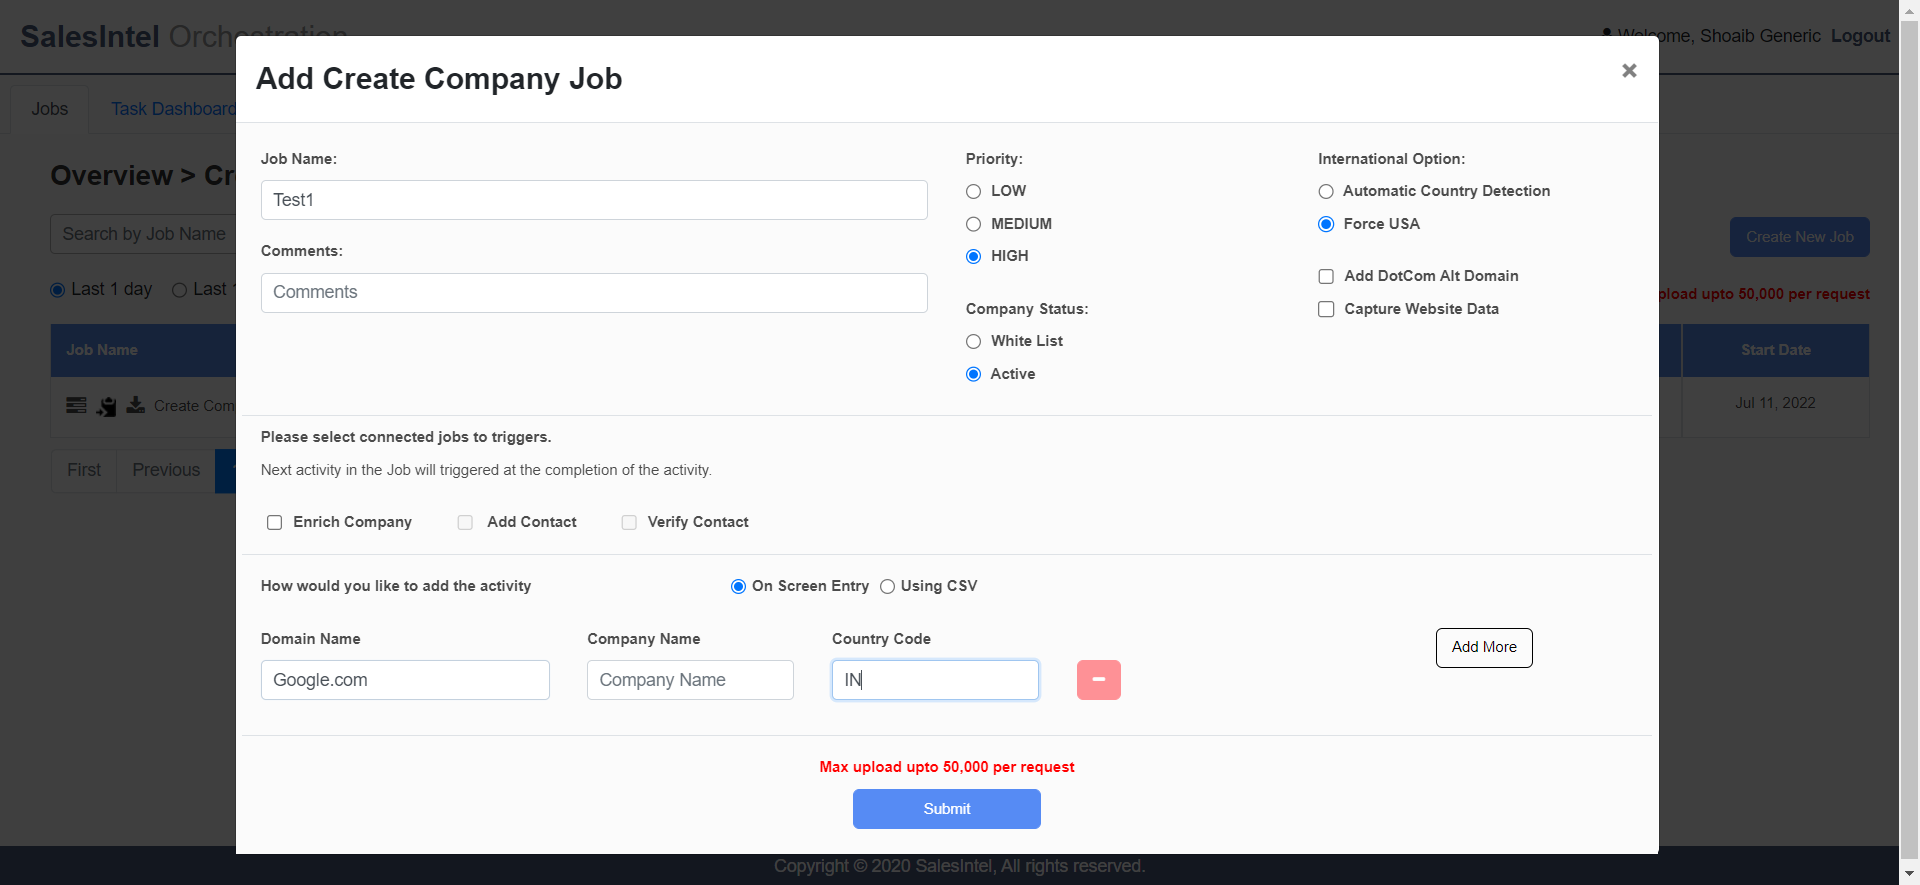 SalesIntel Orchestration
Welcome, Shoaib Generic Logout
Add Create Company Job
Jobs
Task Dashboard
Overview > Cr
Job Name:
Test1
Comments:
Comments
Priority:
LOW
MEDIUM
HIGH
Company Status:
White List
Active
International Option:
Automatic Country Detection
Force USA
Add DotCom Alt Domain
Capture Website Data
Search by Job Name
Create New Job
Last 1 day Last
pload upto 50,000 per request
Job Name
Start Date
Create Com
Jul 11, 2022
First Previous
Please select connected jobs to triggers.
Next activity in the Job will triggered at the completion of the activity.
Enrich Company Add Contact Verify Contact
How would you like to add the activity On Screen Entry Using CSV
Domain Name Company Name Country Code
Add More
Google.com Company Name IN
Max upload upto 50,000 per request
Submit
Copyright © 2020 SalesIntel, All rights reserved.